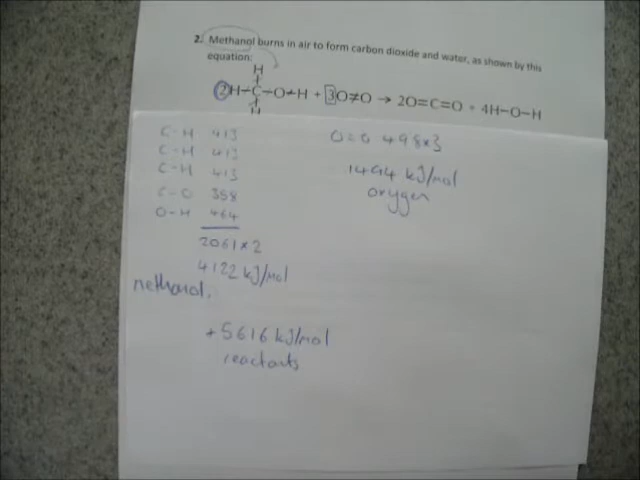 2. Methanol burns in air to form carbon dioxide and water, as shown by this
equation:
H
2H-C-O-H + 3O=O → 2O=C=O + 4H-O-H
H
C-H 413
C-H 413
C-H 413
C-O 358
O-H 464
2061 × 2
4122 kJ/mol
methanol.
O=O 498×3
1494 kJ/mol
oxygen
+5616 kJ/mol
reactants